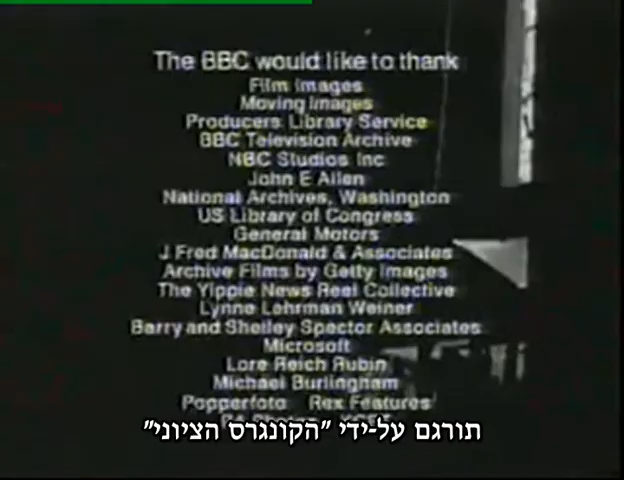 The BBC would like to thank
Film Images
Moving Images
Producers Library Service
BBC Television Archive
NBC Studios Inc
John E Allen
National Archives, Washington
US Library of Congress
General Motors
J Fred MacDonald & Associates
Archive Films by Getty Images
The Yippie News Reel Collective
Lynne Lehrman Weiner
Barry and Shelley Spector Associates
Microsoft
Lore Reich Rubin
Michael Burlingham
Popperfoto Rex Features
תורגם על-ידי "הקונגרס הציוני"